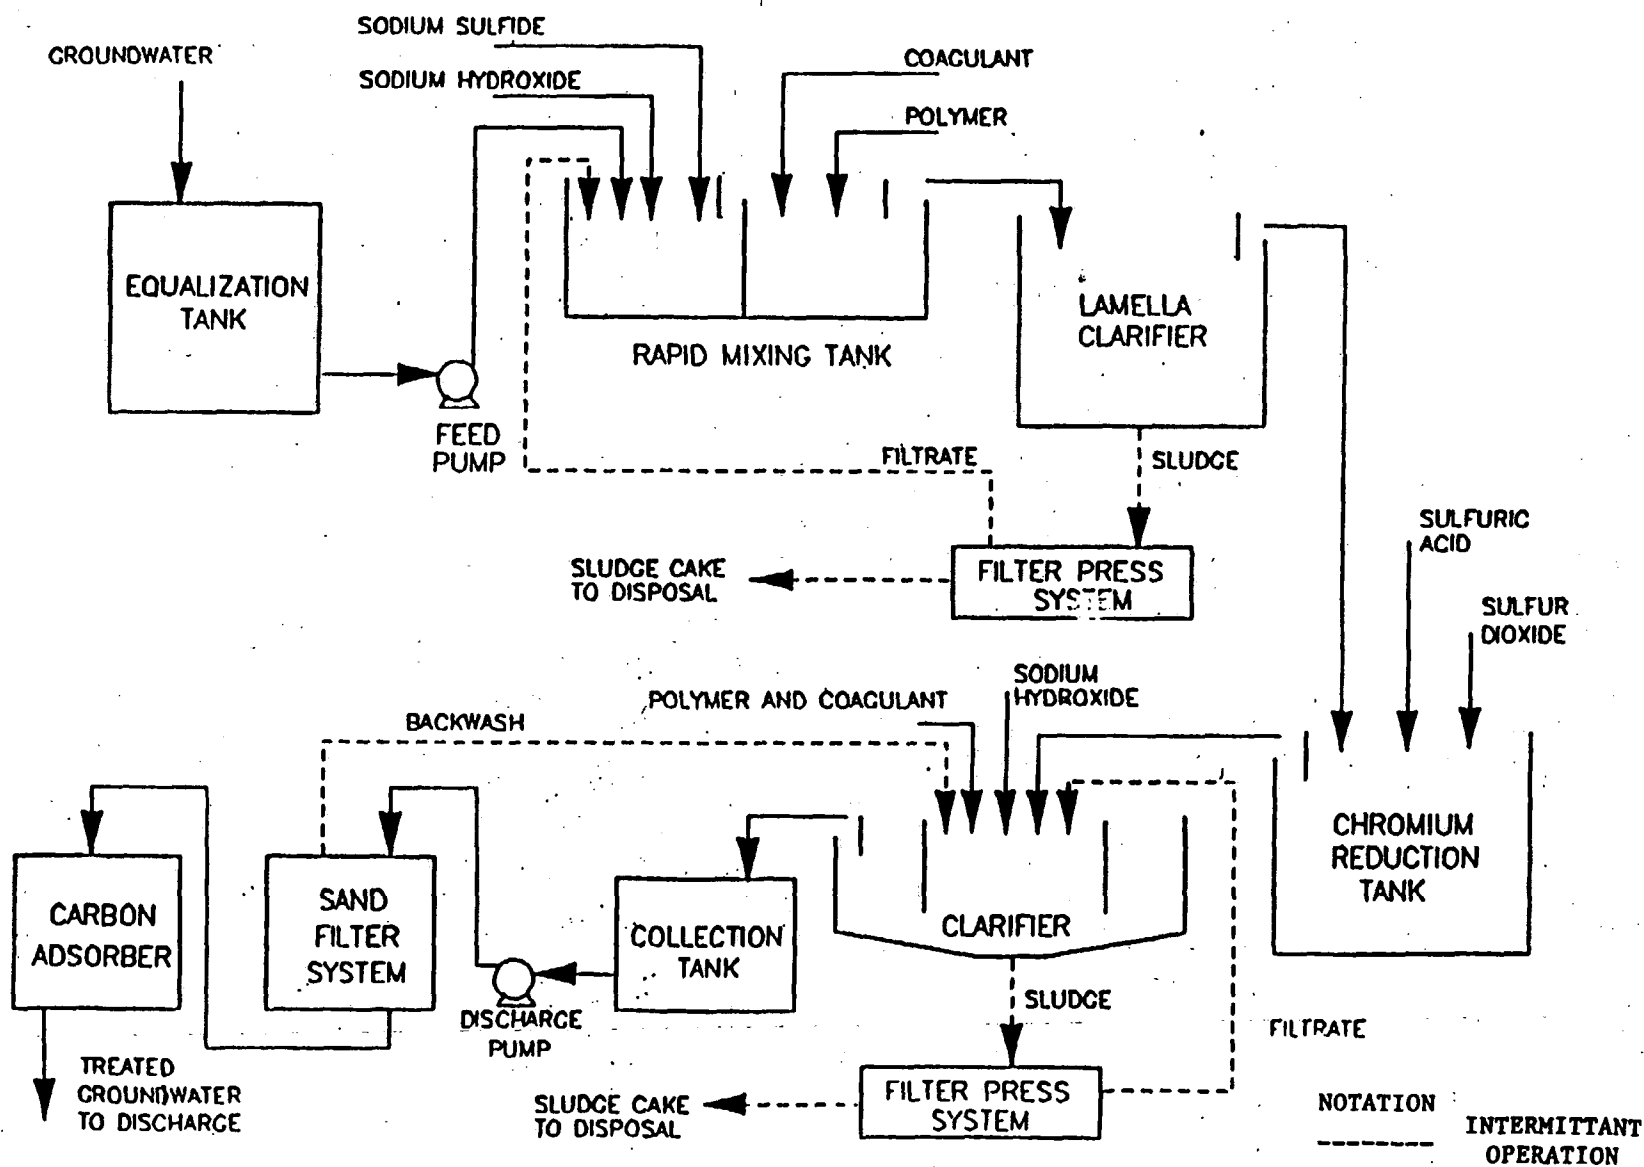 SODIUM SULFIDE
GROUNDWATER
SODIUM HYDROXIDE
COAGULANT
POLYMER
EQUALIZATION
TANK
RAPID MIXING TANK
LAMELLA
CLARIFIER
FEED
PUMP
FILTRATE
SLUDGE
SLUDGE CAKE
TO DISPOSAL
FILTER PRESS
SYSTEM
SULFURIC
ACID
SULFUR
DIOXIDE
SODIUM
HYDROXIDE
POLYMER AND COAGULANT
BACKWASH
CHROMIUM
REDUCTION
TANK
CARBON
ADSORBER
SAND
FILTER
SYSTEM
COLLECTION
TANK
CLARIFIER
DISCHARGE
PUMP
SLUDGE
FILTRATE
TREATED
GROUNDWATER
TO DISCHARGE
SLUDGE CAKE
TO DISPOSAL
FILTER PRESS
SYSTEM
NOTATION
INTERMITTANT
OPERATION